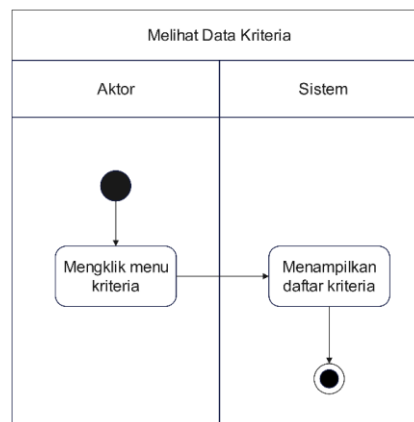 Melihat Data Kriteria
Aktor
Sistem
Mengklik menu
kriteria
Menampilkan
daftar kriteria